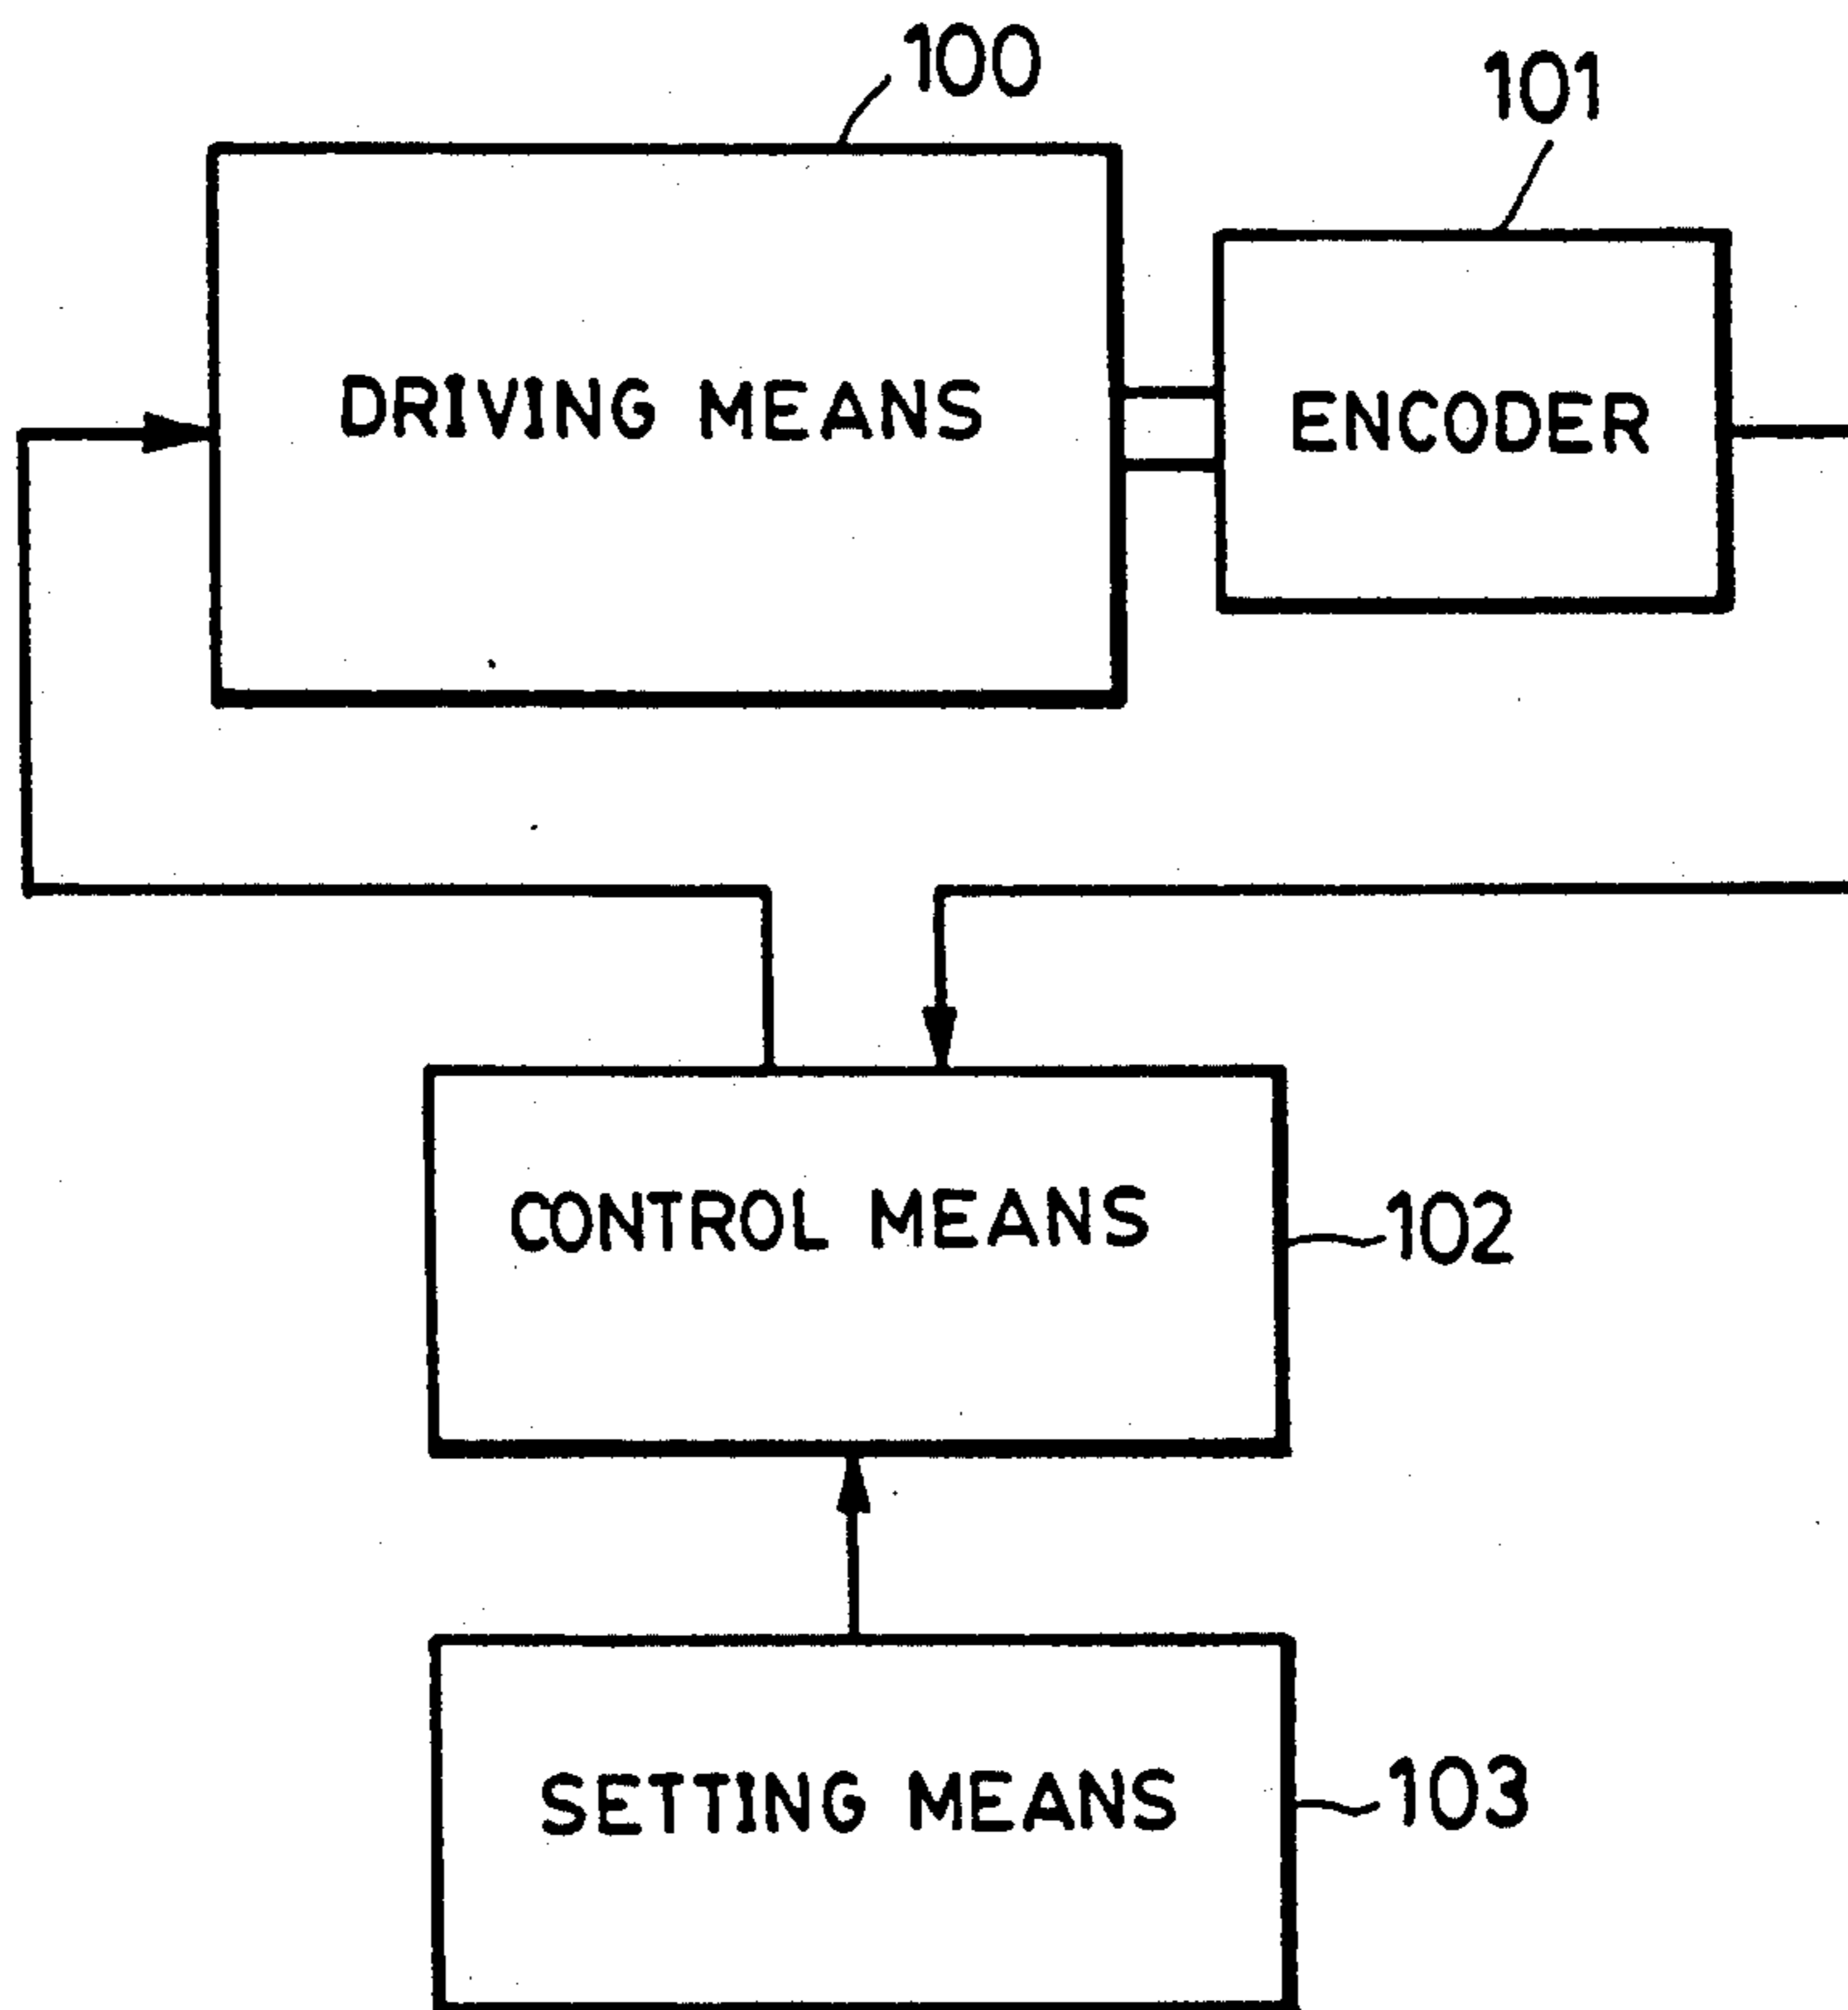 100
101
DRIVING MEANS
ENCODER
CONTROL MEANS
102
SETTING MEANS
103